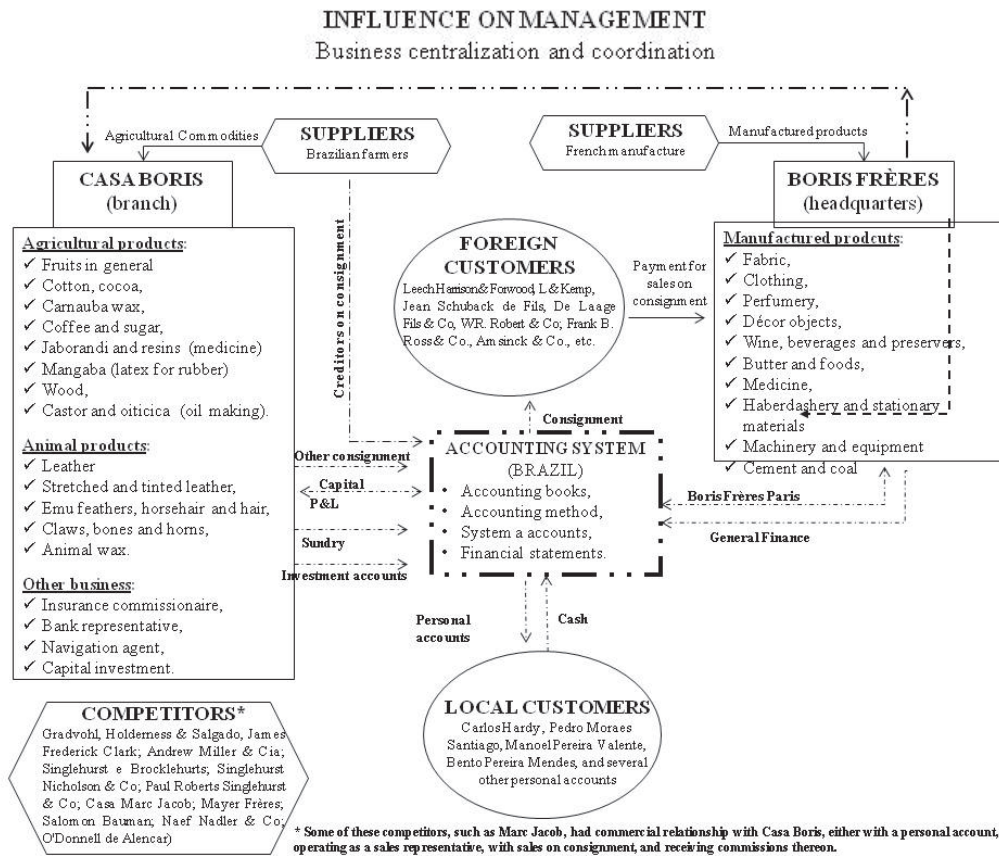 INFLUENCE ON MANAGEMENT
Business centralization and coordination
Agricultural Commodities
SUPPLIERS
Brazilian farmers
SUPPLIERS
French manufacture
Manufactured products
CASA BORIS
(branch)
BORIS FRÈRES
(headquarters)
Agricultural products:
✓ Fruits in general
✓ Cotton, cocoa,
✓ Carnauba wax,
✓ Coffee and sugar,
✓ Jaborandi and resins (medicine)
✓ Mangaba (latex for rubber)
✓ Wood,
✓ Castor and oiticica (oil making).
Animal products:
✓ Leather
✓ Stretched and tinted leather,
✓ Emu feathers, horsehair and hair,
✓ Claws, bones and horns,
✓ Animal wax.
Other business:
✓ Insurance commissionaire,
✓ Bank representative,
✓ Navigation agent,
✓ Capital investment.
Creditors on consignment
FOREIGN
CUSTOMERS
Leech Harrison & Forwood, L & Kemp,
Jean Schuback de Fils, De Laage
Fils & Co, WR. Robert & Co; Frank B.
Ross & Co., Amsinck & Co., etc.
Payment for
sales on
consignment
Manufactured prodcuts:
✓ Fabric,
✓ Clothing,
✓ Perfumery,
✓ Décor objects,
✓ Wine, beverages and preservers,
✓ Butter and foods,
✓ Medicine,
✓ Haberdashery and stationary
materials
✓ Machinery and equipment
✓ Cement and coal
Consignment
Other consignment
Capital
P&L
Sundry
Investment accounts
ACCOUNTING SYSTEM
(BRAZIL)
• Accounting books,
• Accounting method,
• System a accounts,
• Financial statements.
Boris Frères Paris
General Finance
Personal
accounts
Cash
LOCAL CUSTOMERS
Carlos Hardy, Pedro Moraes
Santiago, Manoel Pereira Valente,
Bento Pereira Mendes, and several
other personal accounts
COMPETITORS*
Gradvohl, Holderness & Salgado, James
Frederick Clark; Andrew Miller & Cia;
Singlehurst e Brocklehurts; Singlehurst
Nicholson & Co; Paul Roberts Singlehurst
& Co; Casa Marc Jacob; Mayer Frères;
Salomon Bauman; Naef Nadler & Co;
O'Donnell de Alencar)
* Some of these competitors, such as Marc Jacob, had commercial relationship with Casa Boris, either with a personal account,
operating as a sales representative, with sales on consignment, and receiving commissions thereon.